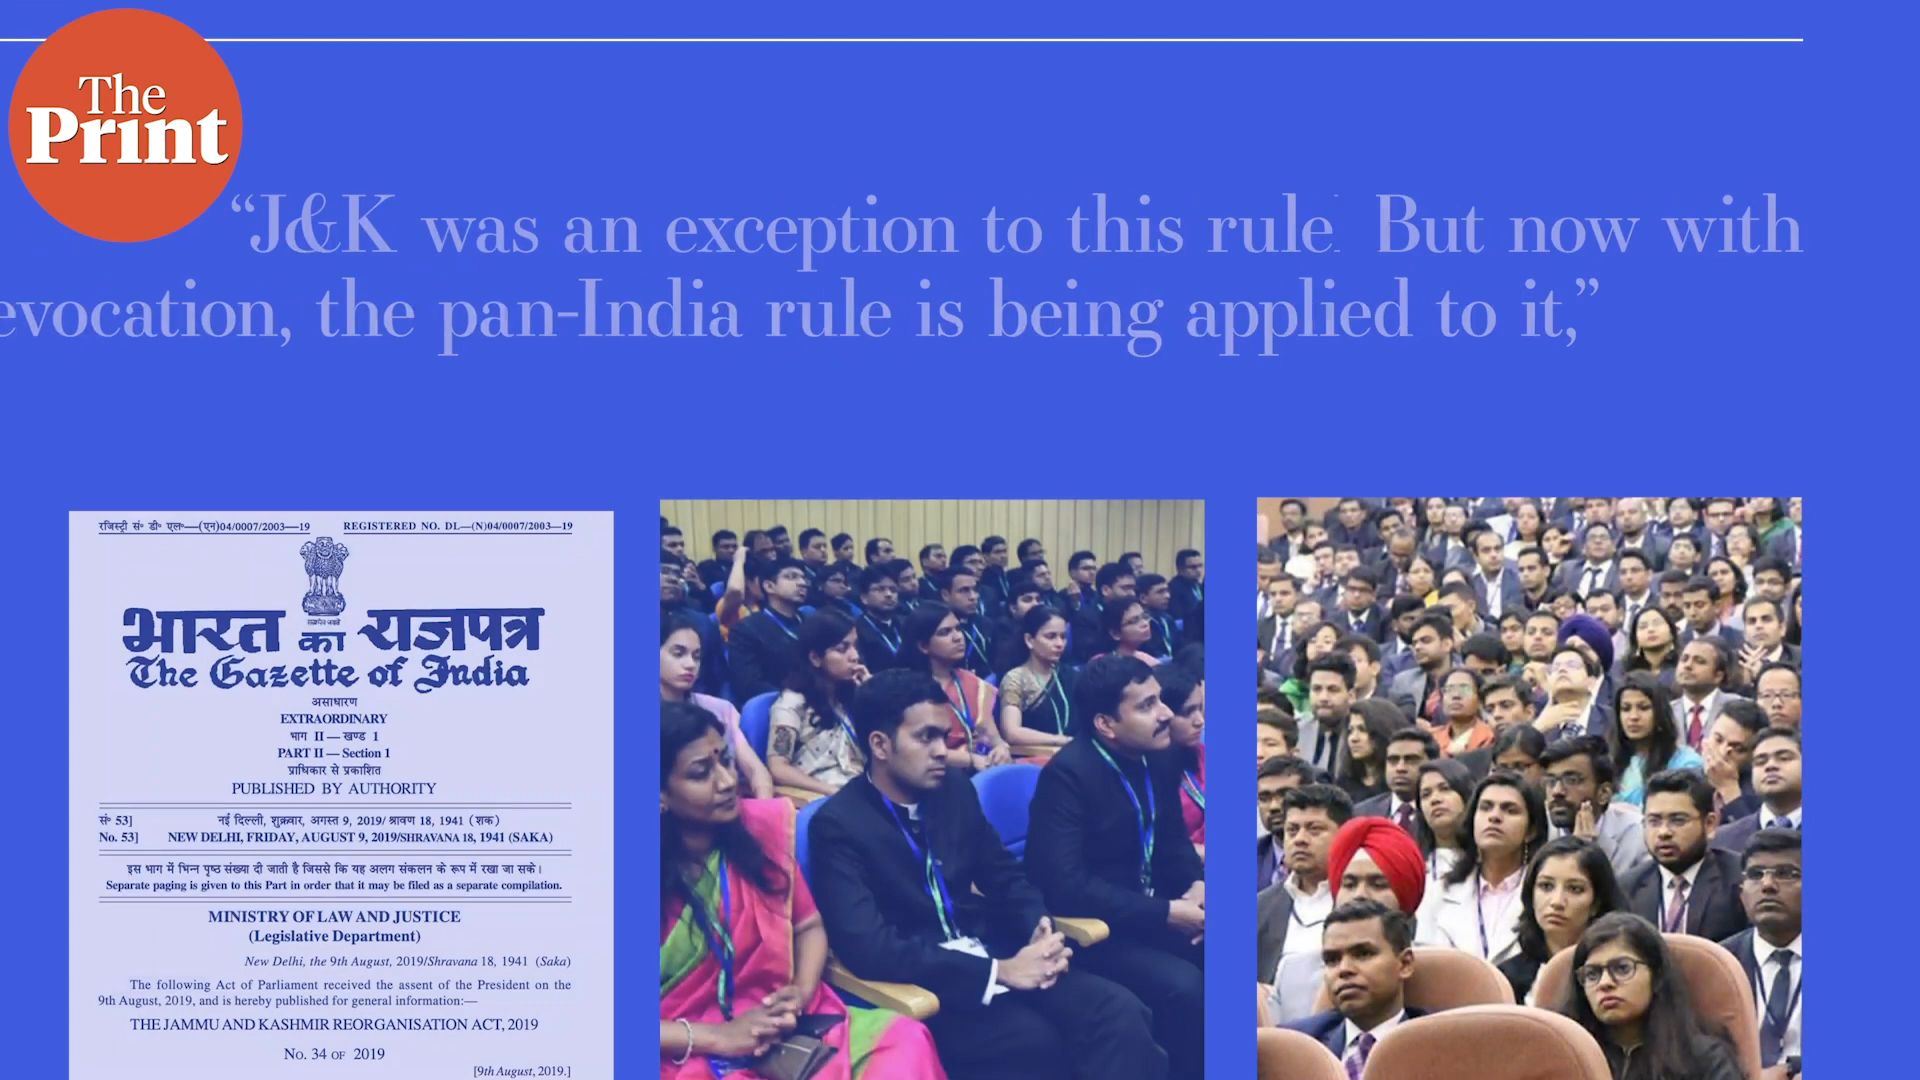 The
Print
“J&K was an exception to this rule. But now with
evocation, the pan-India rule is being applied to it,”
रजिस्ट्री सं॰ डी॰ एल॰—(एन)04/0007/2003—19 REGISTERED NO. DL—(N)04/0007/2003—19
भारत का राजपत्र
The Gazette of India
असाधारण
EXTRAORDINARY
भाग II — खण्ड 1
PART II — Section 1
प्राधिकार से प्रकाशित
PUBLISHED BY AUTHORITY
सं॰ 53] नई दिल्ली, शुक्रवार, अगस्त 9, 2019/ श्रावण 18, 1941 (शक)
No. 53] NEW DELHI, FRIDAY, AUGUST 9, 2019/SHRAVANA 18, 1941 (SAKA)
इस भाग में भिन्न पृष्ठ संख्या दी जाती है जिससे कि यह अलग संकलन के रूप में रखा जा सके।
Separate paging is given to this Part in order that it may be filed as a separate compilation.
MINISTRY OF LAW AND JUSTICE
(Legislative Department)
New Delhi, the 9th August, 2019/Shravana 18, 1941 (Saka)
The following Act of Parliament received the assent of the President on the
9th August, 2019, and is hereby published for general information:—
THE JAMMU AND KASHMIR REORGANISATION ACT, 2019
No. 34 OF 2019
[9th August, 2019.]